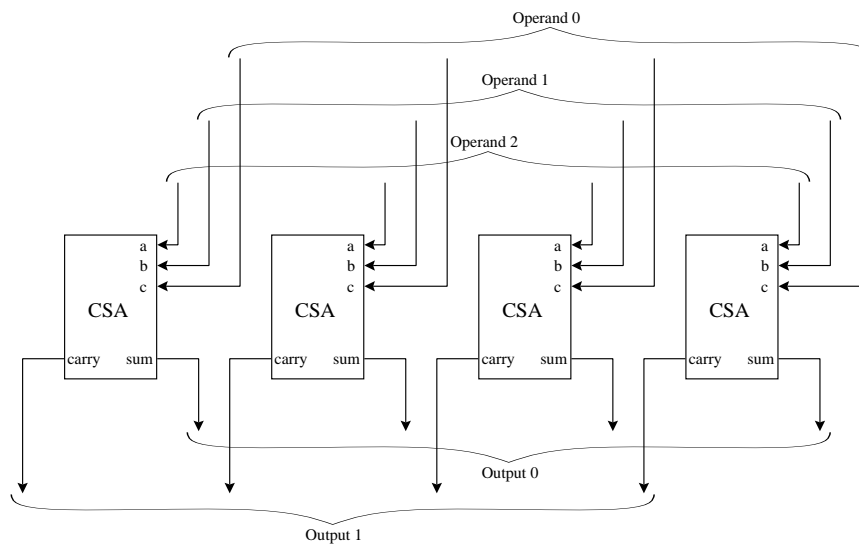 Operand 0
Operand 1
Operand 2
a a a a
b b b b
c c c c
CSA CSA CSA CSA
carry sum carry sum carry sum carry sum
Output 0
Output 1